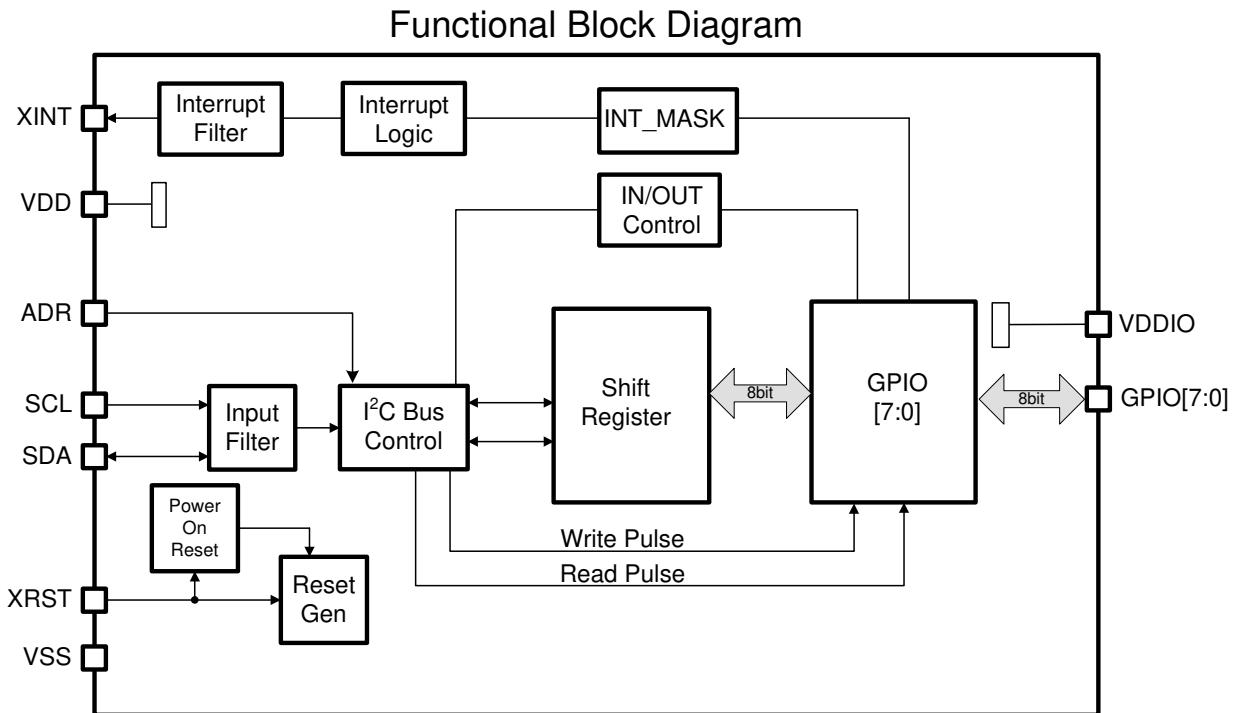 Functional Block Diagram
XINT
Interrupt
Filter
Interrupt
Logic
INT_MASK
VDD
IN/OUT
Control
ADR
VDDIO
SCL
SDA
Input
Filter
I²C Bus
Control
Shift
Register
8bit
GPIO
[7:0]
8bit
GPIO[7:0]
Power
On
Reset
Write Pulse
Read Pulse
XRST
Reset
Gen
VSS